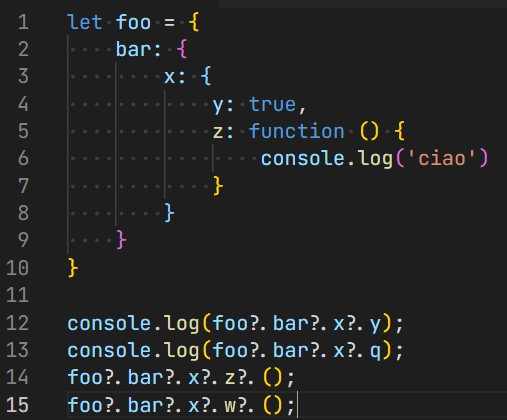 1 let foo = {
2     bar: {
3         x: {
4             y: true,
5             z: function () {
6                 console.log('ciao')
7             }
8         }
9     }
10 }
11
12 console.log(foo?.bar?.x?.y);
13 console.log(foo?.bar?.x?.q);
14 foo?.bar?.x?.z?.();
15 foo?.bar?.x?.w?.();